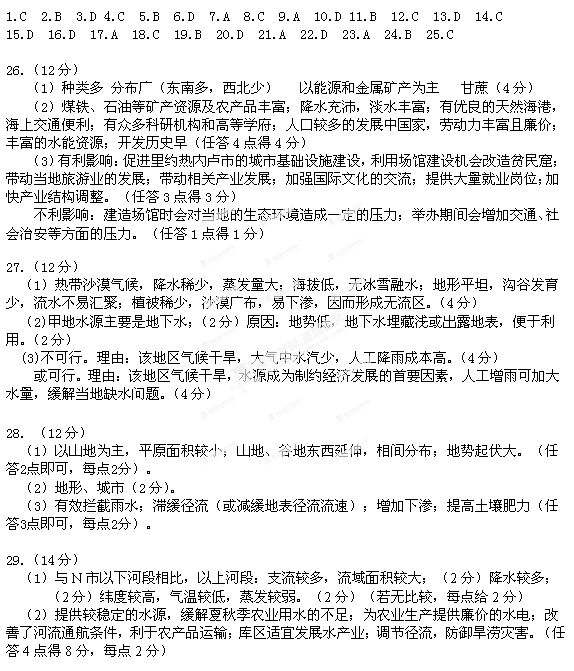 1.C 2.B 3.D 4.C 5.B 6.D 7.A 8.C 9.A 10.D 11.B 12.C 13.D 14.C
15.D 16.D 17.A 18.C 19.B 20.D 21.A 22.D 23.A 24.B 25.C
26.(12分)
(1) 种类多 分布广（东南多，西北少） 以能源和金属矿产为主 甘蔗（4分）
(2) 煤铁、石油等矿产资源及农产品丰富；降水充沛，淡水丰富；有优良的天然海港，
海上交通便利；有众多科研机构和高等学府；人口较多的发展中国家，劳动力丰富且廉价；
丰富的水能资源；开发历史早（任答4点得4分）
(3) 有利影响：促进里约热内卢市的城市基础设施建设，利用场馆建设机会改造贫民窟；
带动当地旅游业的发展；带动相关产业发展；加强国际文化的交流；提供大量就业岗位；加
快产业结构调整。（任答3点得3分）
不利影响：建造场馆时会对当地的生态环境造成一定的压力；举办期间会增加交通、社
会治安等方面的压力。（任答1点得1分）
27.(12分)
(1) 热带沙漠气候，降水稀少，蒸发量大；海拔低，无冰雪融水；地形平坦，沟谷发育
少，流水不易汇聚；植被稀少，沙漠广布，易下渗，因而形成无流区。（4分）
(2)甲地水源主要是地下水；（2分）原因：地势低，地下水埋藏浅或出露地表，便于利
用。（2分）
(3)不可行。理由：该地区气候干旱，大气中水汽少，人工降雨成本高。（4分）
或可行。理由：该地区气候干旱，水源成为制约经济发展的首要因素，人工增雨可加大
水量，缓解当地缺水问题。（4分）
28. (12分)
(1) 以山地为主，平原面积较小；山地、谷地东西延伸，相间分布；地势起伏大。（任
答2点即可，每点2分）。
(2) 地形、城市（2分）。
(3) 有效拦截雨水；滞缓径流（或减缓地表径流流速）；增加下渗；提高土壤肥力（任
答3点即可，每点2分）。
29.(14分)
(1) 与N市以下河段相比，以上河段：支流较多，流域面积较大；（2分）降水较多；
（2分）纬度较高，气温较低，蒸发较弱。（2分）（若无比较，每点给2分）
(2) 提供较稳定的水源，缓解夏秋季农业用水的不足；为农业生产提供廉价的水电；改
善了河流通航条件，利于农产品运输；库区适宜发展水产业；调节径流，防御旱涝灾害。（任
答4点得8分，每点2分）